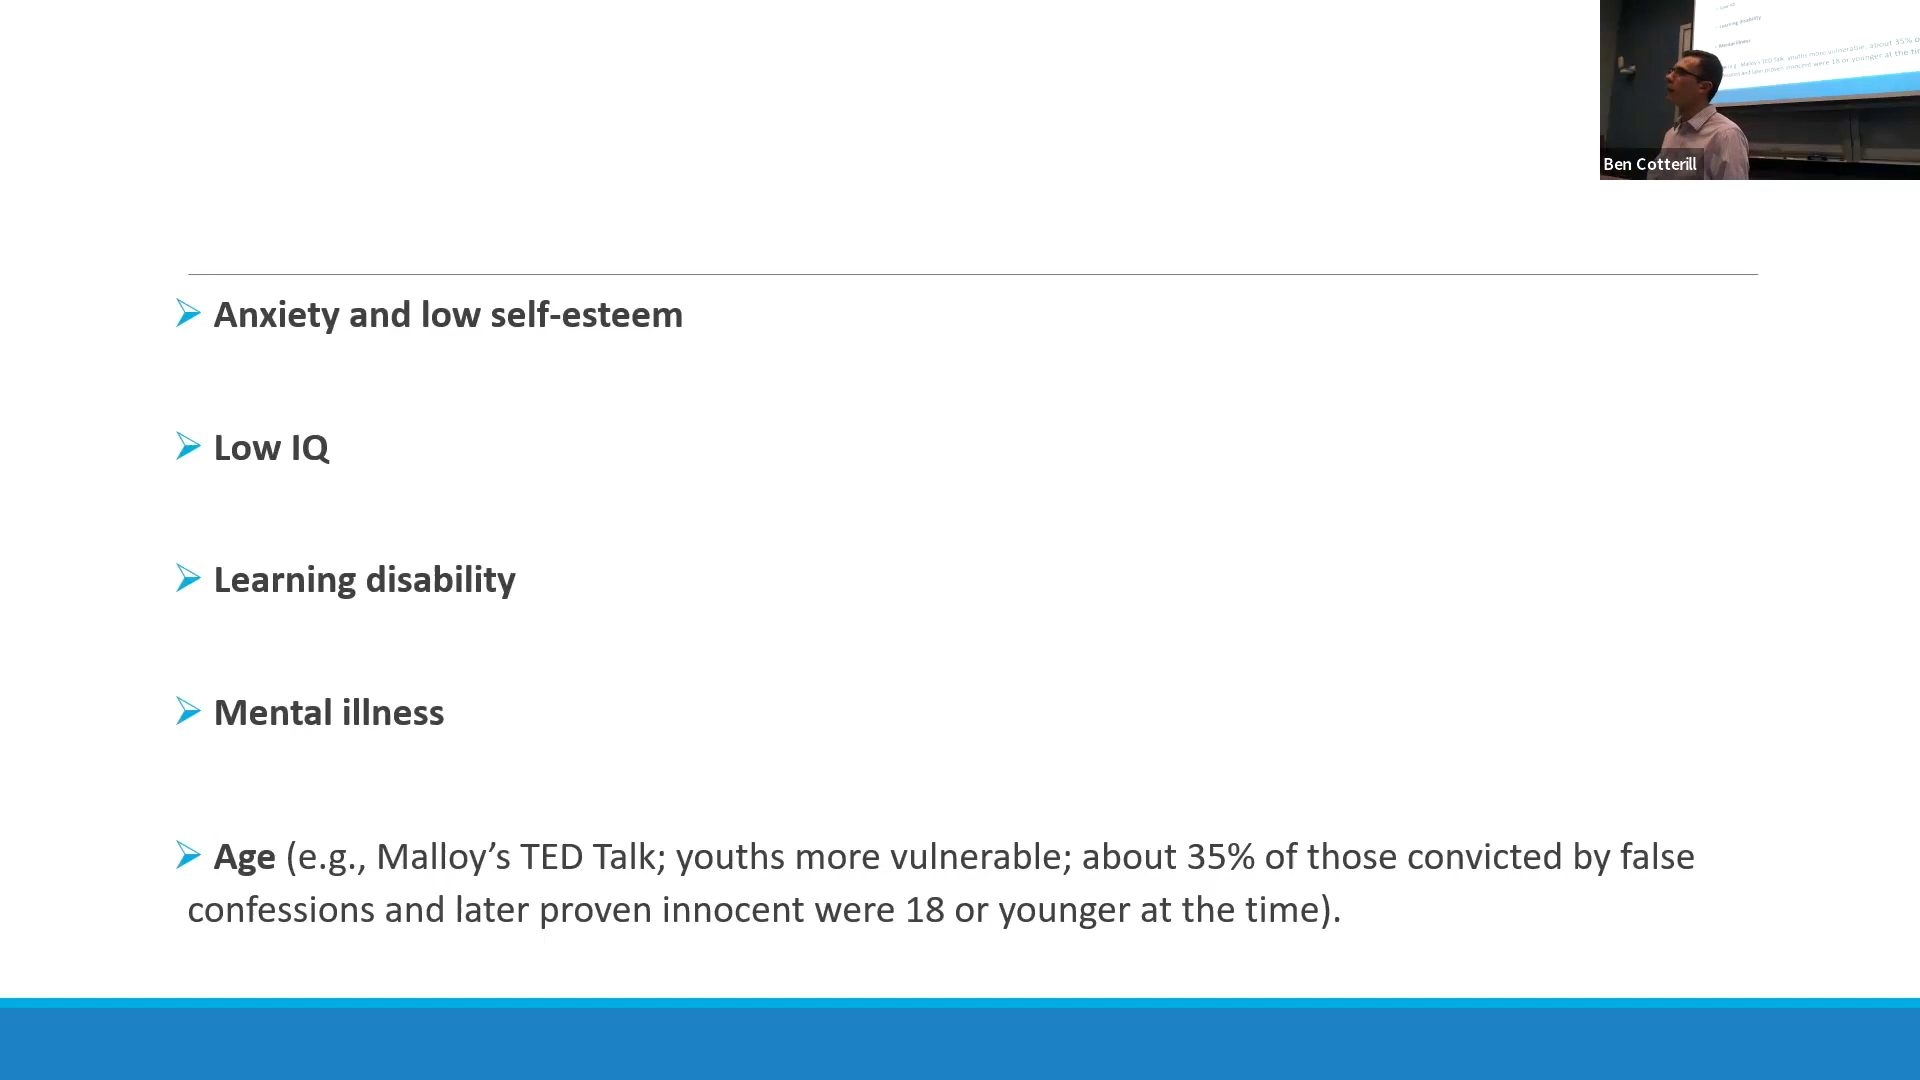 Ben Cotterill
Anxiety and low self-esteem
Low IQ
Learning disability
Mental illness
Age (e.g., Malloy’s TED Talk; youths more vulnerable; about 35% of those convicted by false
confessions and later proven innocent were 18 or younger at the time).